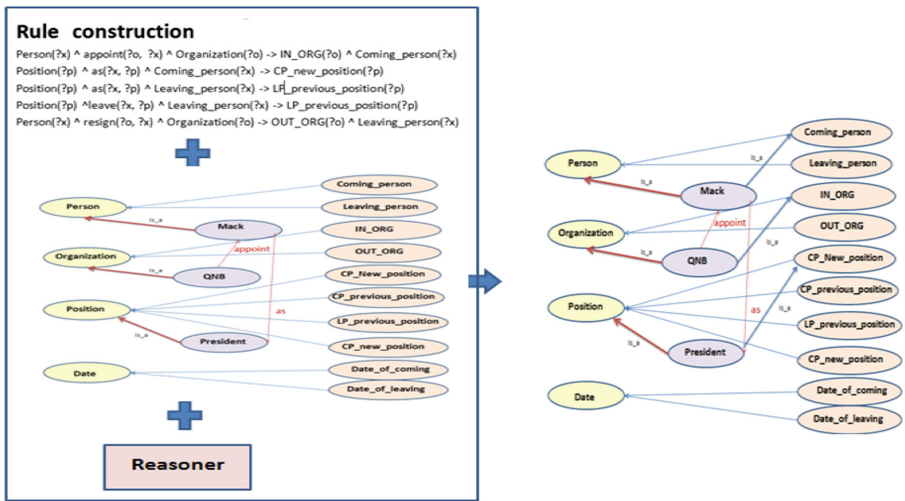 Rule construction
Person(?x) ^ appoint(?o, ?x) ^ Organization(?o) -> IN_ORG(?o) ^ Coming_person(?x)
Position(?p) ^ as(?x, ?p) ^ Coming_person(?x) -> CP_new_position(?p)
Position(?p) ^ as(?x, ?p) ^ Leaving_person(?x) -> LP_previous_position(?p)
Position(?p) ^leave(?x, ?p) ^ Leaving_person(?x) -> LP_previous_position(?p)
Person(?x) ^ resign(?o, ?x) ^ Organization(?o) -> OUT_ORG(?o) ^ Leaving_person(?x)
Coming_person
Person
Leaving_person
is_a
Mack
IN_ORG
appoint
Organization
OUT_ORG
is_a
QNB
CP_New_position
CP_previous_position
Position
as
LP_previous_position
is_a
President
CP_new_position
Date
Date_of_coming
Date_of_leaving
Reasoner
Coming_person
is_a
Person
Leaving_person
is_a
Mack
IN_ORG
appoint
Organization
OUT_ORG
is_a
is_a
QNB
CP_New_position
CP_previous_position
Position
as
is_a
LP_previous_position
is_a
President
CP_new_position
Date
Date_of_coming
Date_of_leaving